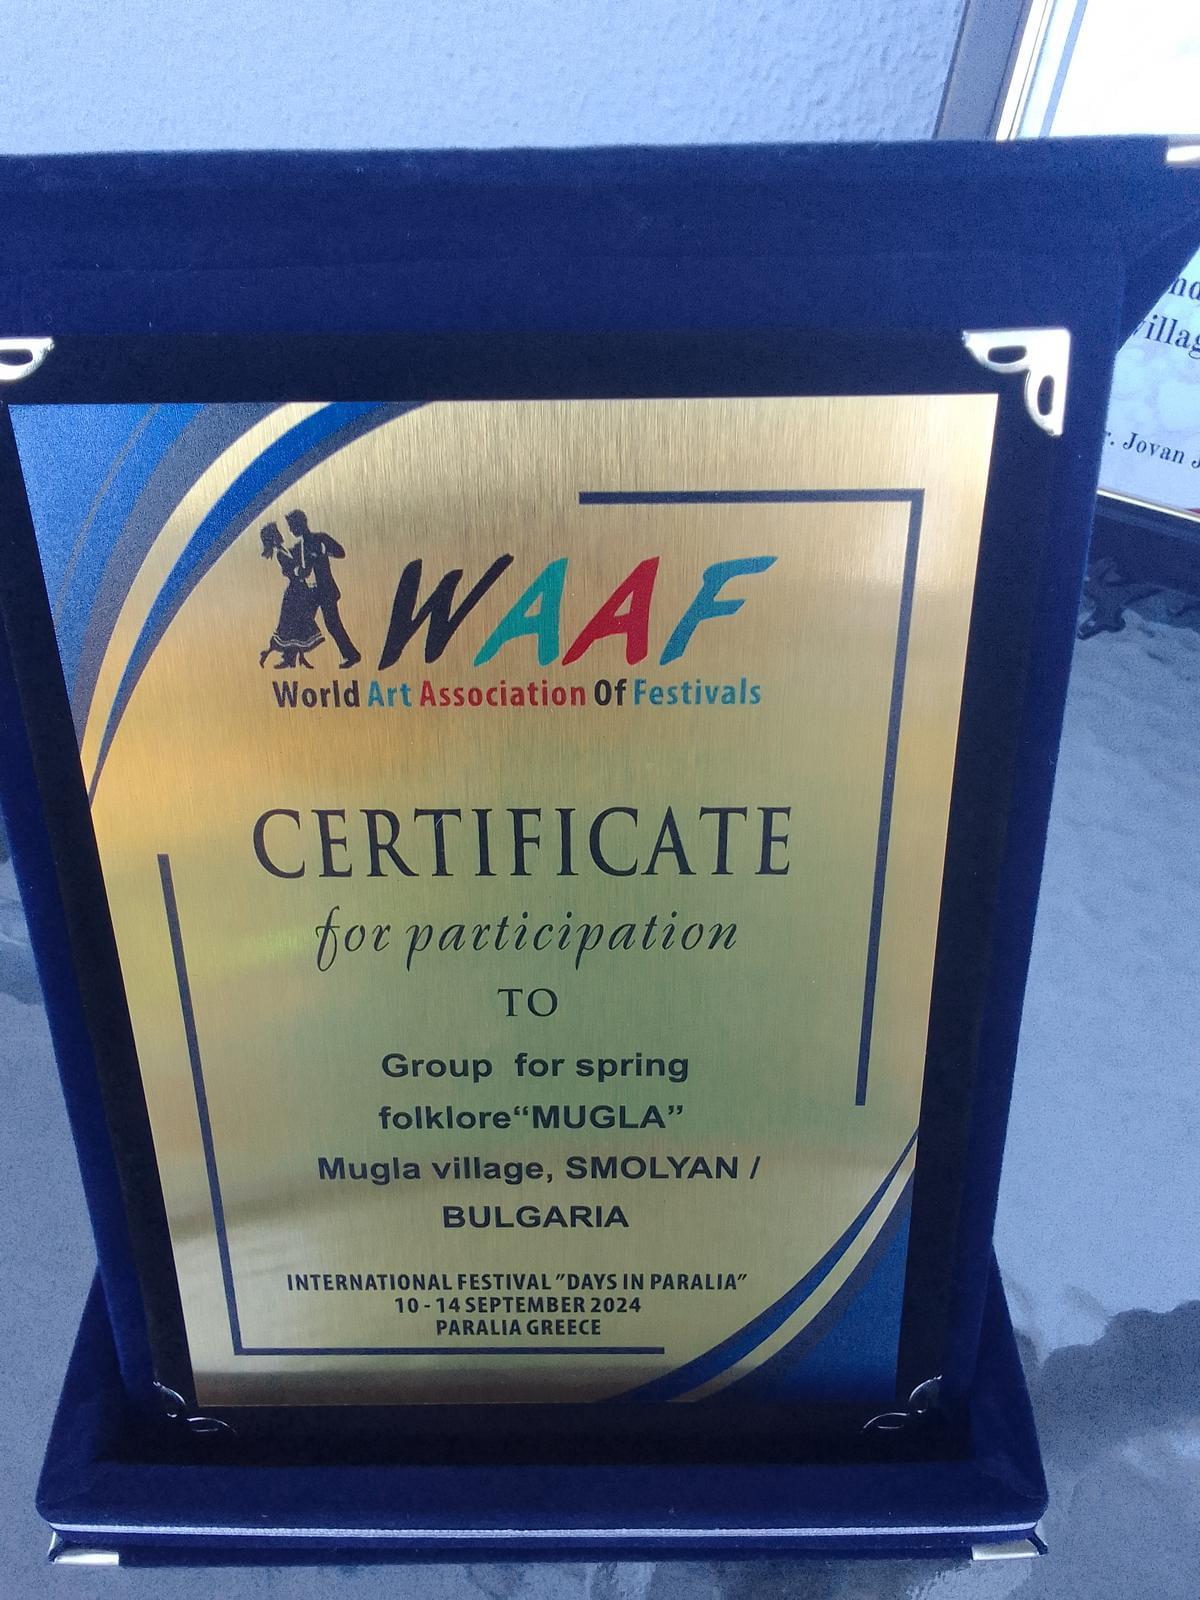 WAAF
World Art Association Of Festivals
CERTIFICATE
for participation
TO
Group for spring
folklore“MUGLA”
Mugla village, SMOLYAN /
BULGARIA
INTERNATIONAL FESTIVAL "DAYS IN PARALIA"
10 - 14 SEPTEMBER 2024
PARALIA GREECE
Jovan